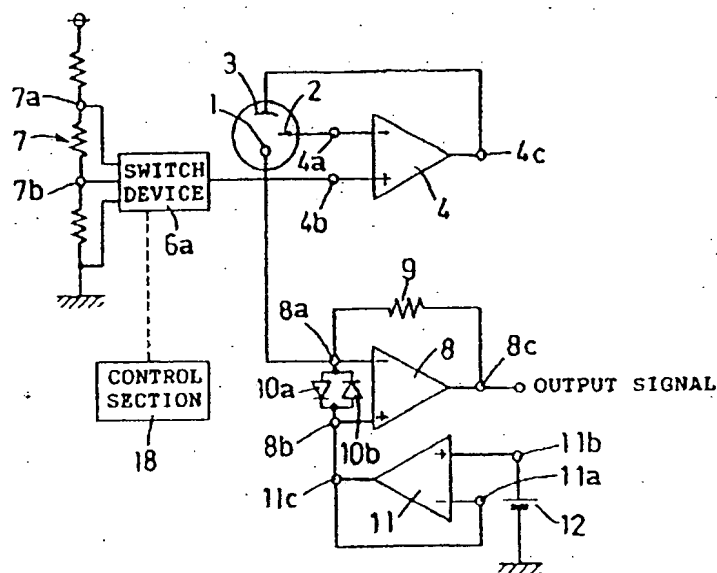 3
1
2
7a
7
7b
SWITCH
DEVICE
6a
4a
4b
-
+
4
4c
9
8a
8
8c
OUTPUT SIGNAL
-
+
10a
8b
10b
CONTROL
SECTION
18
11c
11
+
-
11b
11a
12